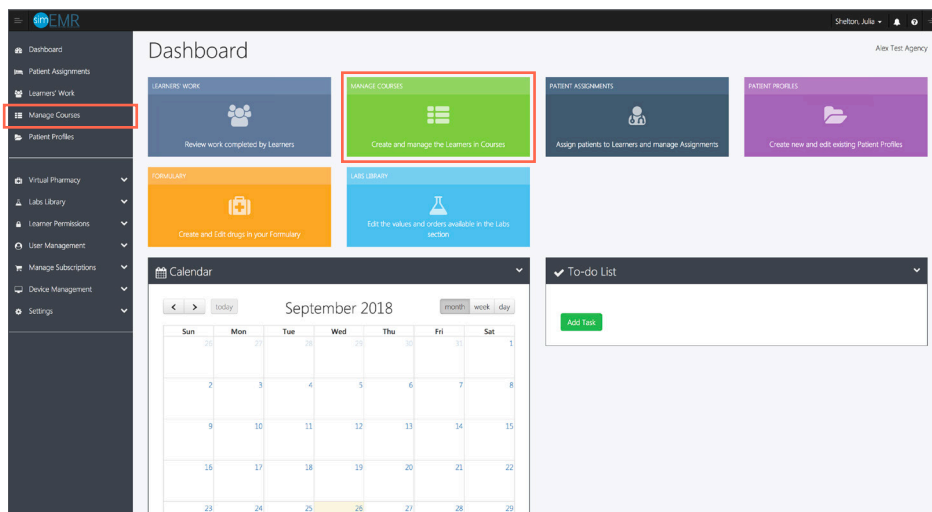 simEMR
Shelton, Julia
Dashboard
Patient Assignments
Learners' Work
Manage Courses
Patient Profiles
Virtual Pharmacy
Labs Library
Learner Permissions
User Management
Manage Subscriptions
Device Management
Settings
Dashboard
Alex Test Agency
LEARNERS' WORK
Review work completed by Learners
MANAGE COURSES
Create and manage the Learners in Courses
PATIENT ASSIGNMENTS
Assign patients to Learners and manage Assignments
PATIENT PROFILES
Create new and edit existing Patient Profiles
FORMULARY
Create and Edit drugs in your Formulary
LABS LIBRARY
Edit the values and orders available in the Labs
section
Calendar
today
September 2018
month week day
Sun Mon Tue Wed Thu Fri Sat
26 27 28 29 30 31 1
2 3 4 5 6 7 8
9 10 11 12 13 14 15
16 17 18 19 20 21 22
23 24 25 26 27 28 29
To-do List
Add Task